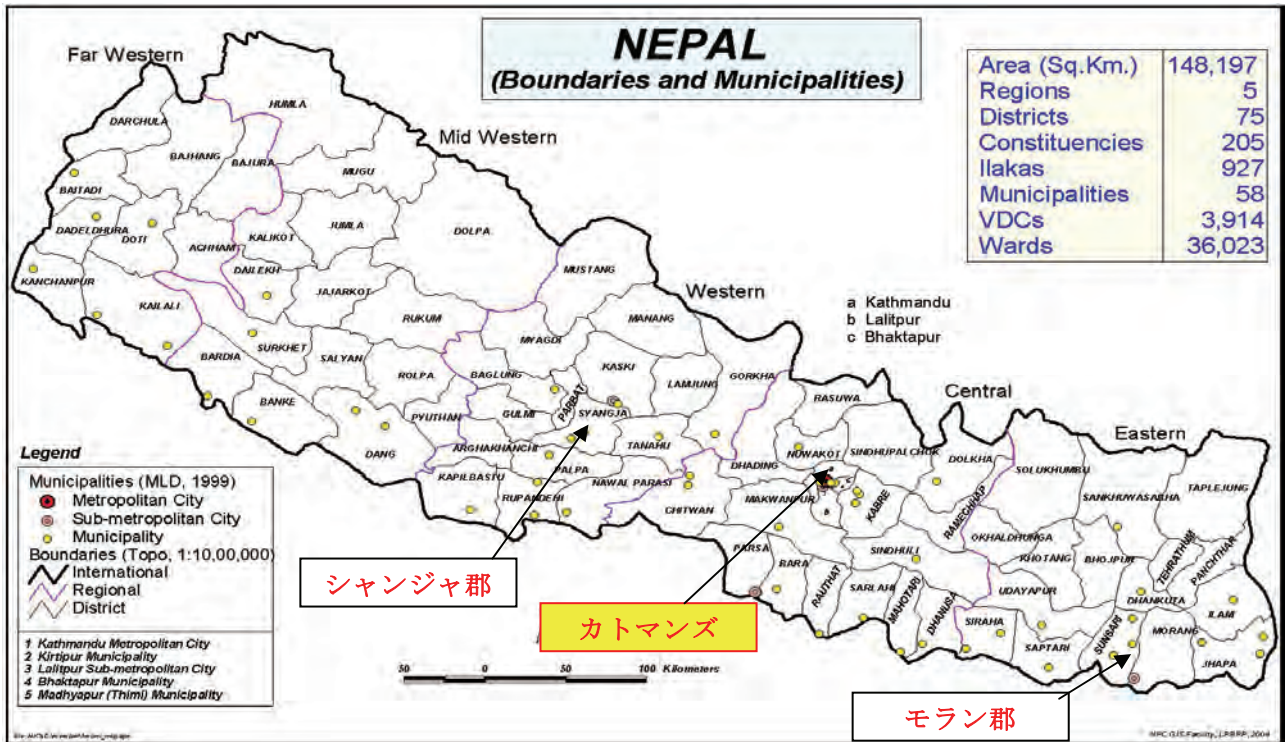 NEPAL
(Boundaries and Municipalities)
Area (Sq.Km.) 148,197
Regions 5
Districts 75
Constituencies 205
Ilakas 927
Municipalities 58
VDCs 3,914
Wards 36,023
Far Western
Mid Western
Western
Central
Eastern
a Kathmandu
b Lalitpur
c Bhaktapur
HUMLA
DARCHULA
BAJHANG
BAJURA
MUGU
BAITADI
DADELDHURA
DOTI
ACHHAM
KALIKOT
JUMLA
DOLPA
KANCHANPUR
DAILEKH
JAJARKOT
MUSTANG
KAILALI
RUKUM
MANANG
MYAGDI
SURKHET
BARDIA
SALYAN
ROLPA
BAGLUNG
KASKI
LAMJUNG
GORKHA
RASUWA
BANKE
PYUTHAN
GULMI
PARBAT
SYANGJA
DANG
ARGHAKHANCHI
TANAHU
NUWAKOT
SINDHUPALCHUK
DOLKHA
SOLUKHUMBU
SANKHUWASABHA
TAPLEJUNG
KAPILBASTU
PALPA
RUPANDEHI
NAWAL PARASI
DHADING
CHITWAN
MAKWANPUR
KABRE
RAMECHHAP
OKHALDHUNGA
KHOTANG
BHOJPUR
TEHRATHUM
PANCHTHAR
PARSA
BARA
RAUTHAT
SARLAHI
MAHOTARI
DHANUSA
SINDHULI
SIRAHA
UDAYAPUR
SAPTARI
SUNSARI
DHANKUTA
MORANG
ILAM
JHAPA
シャンジャ郡
カトマンズ
モラン郡
Legend
Municipalities (MLD, 1999)
Metropolitan City
Sub-metropolitan City
Municipality
Boundaries (Topo, 1:10,00,000)
International
Regional
District
1 Kathmandu Metropolitan City
2 Kirtipur Municipality
3 Lalitpur Sub-metropolitan City
4 Bhaktapur Municipality
5 Madhyapur (Thimi) Municipality
50 0 50 100 Kilometers